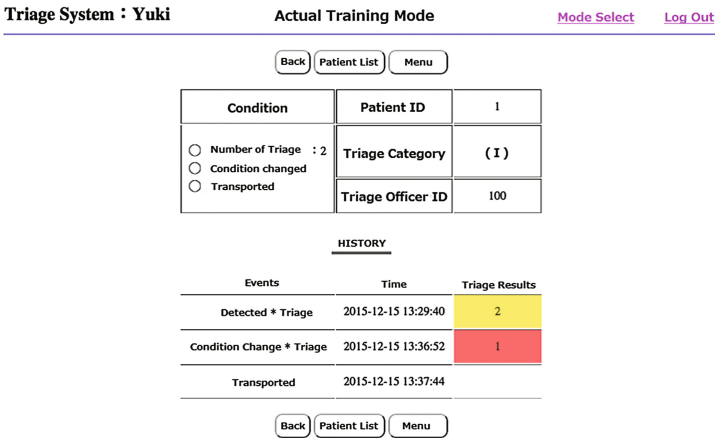 Triage System：Yuki Actual Training Mode Mode Select Log Out
Back Patient List Menu
Condition Patient ID 1
Number of Triage ：2
Condition changed
Transported
Triage Category ( I )
Triage Officer ID 100
HISTORY
Events Time Triage Results
Detected * Triage 2015-12-15 13:29:40 2
Condition Change * Triage 2015-12-15 13:36:52 1
Transported 2015-12-15 13:37:44
Back Patient List Menu